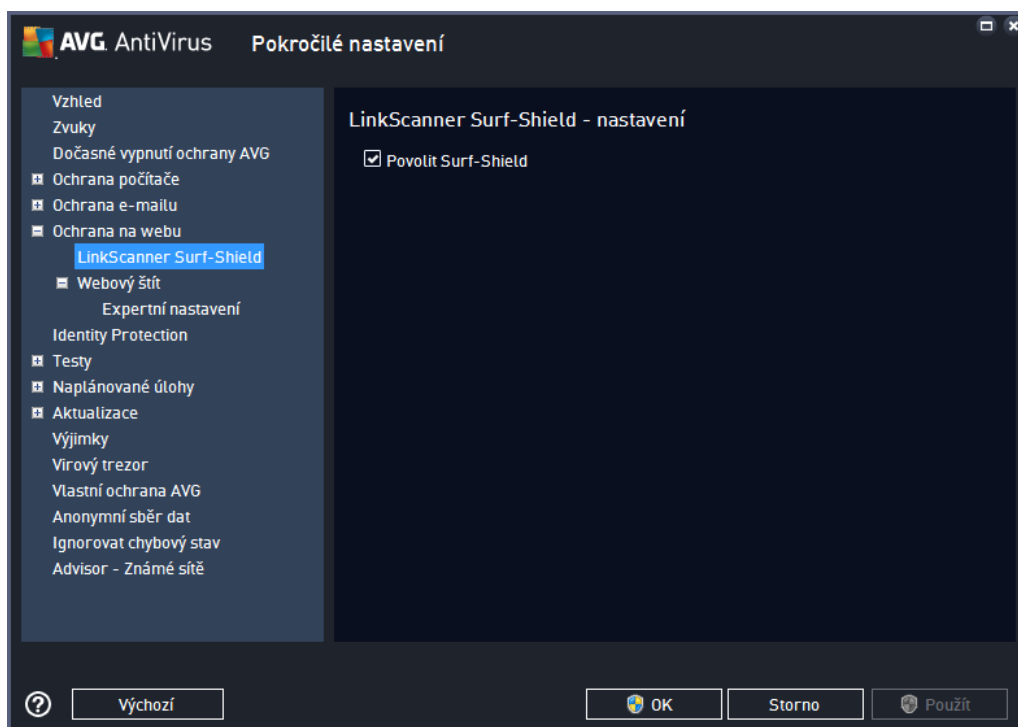 AVG. AntiVirus Pokročilé nastavení
Vzhled
Zvuky
Dočasné vypnutí ochrany AVG
Ochrana počítače
Ochrana e-mailu
Ochrana na webu
LinkScanner Surf-Shield
Webový štít
Expertní nastavení
Identity Protection
Testy
Naplánované úlohy
Aktualizace
Výjimky
Virový trezor
Vlastní ochrana AVG
Anonymní sběr dat
Ignorovat chybový stav
Advisor - Známé sítě
LinkScanner Surf-Shield - nastavení
Povolit Surf-Shield
? Výchozí OK Storno Použít